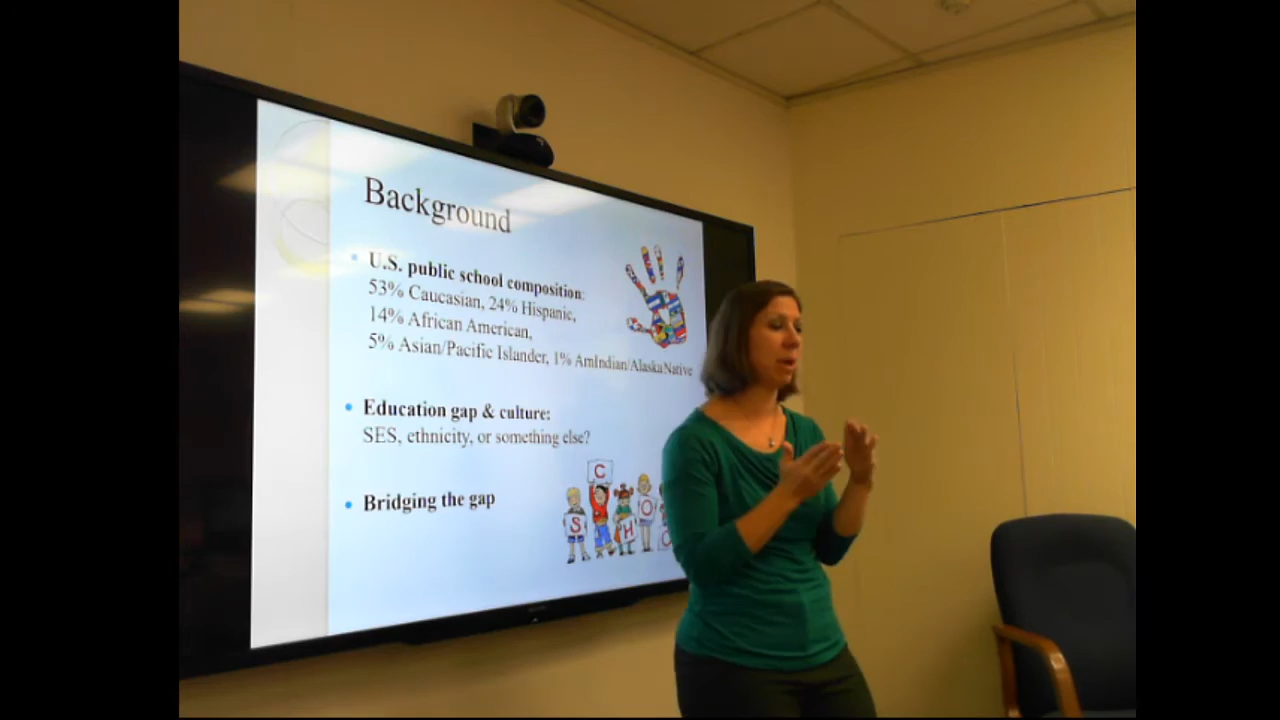 Background
• U.S. public school composition:
53% Caucasian, 24% Hispanic,
14% African American,
5% Asian/Pacific Islander, 1% AmIndian/AlaskaNative
• Education gap & culture:
SES, ethnicity, or something else?
• Bridging the gap
S C H O O